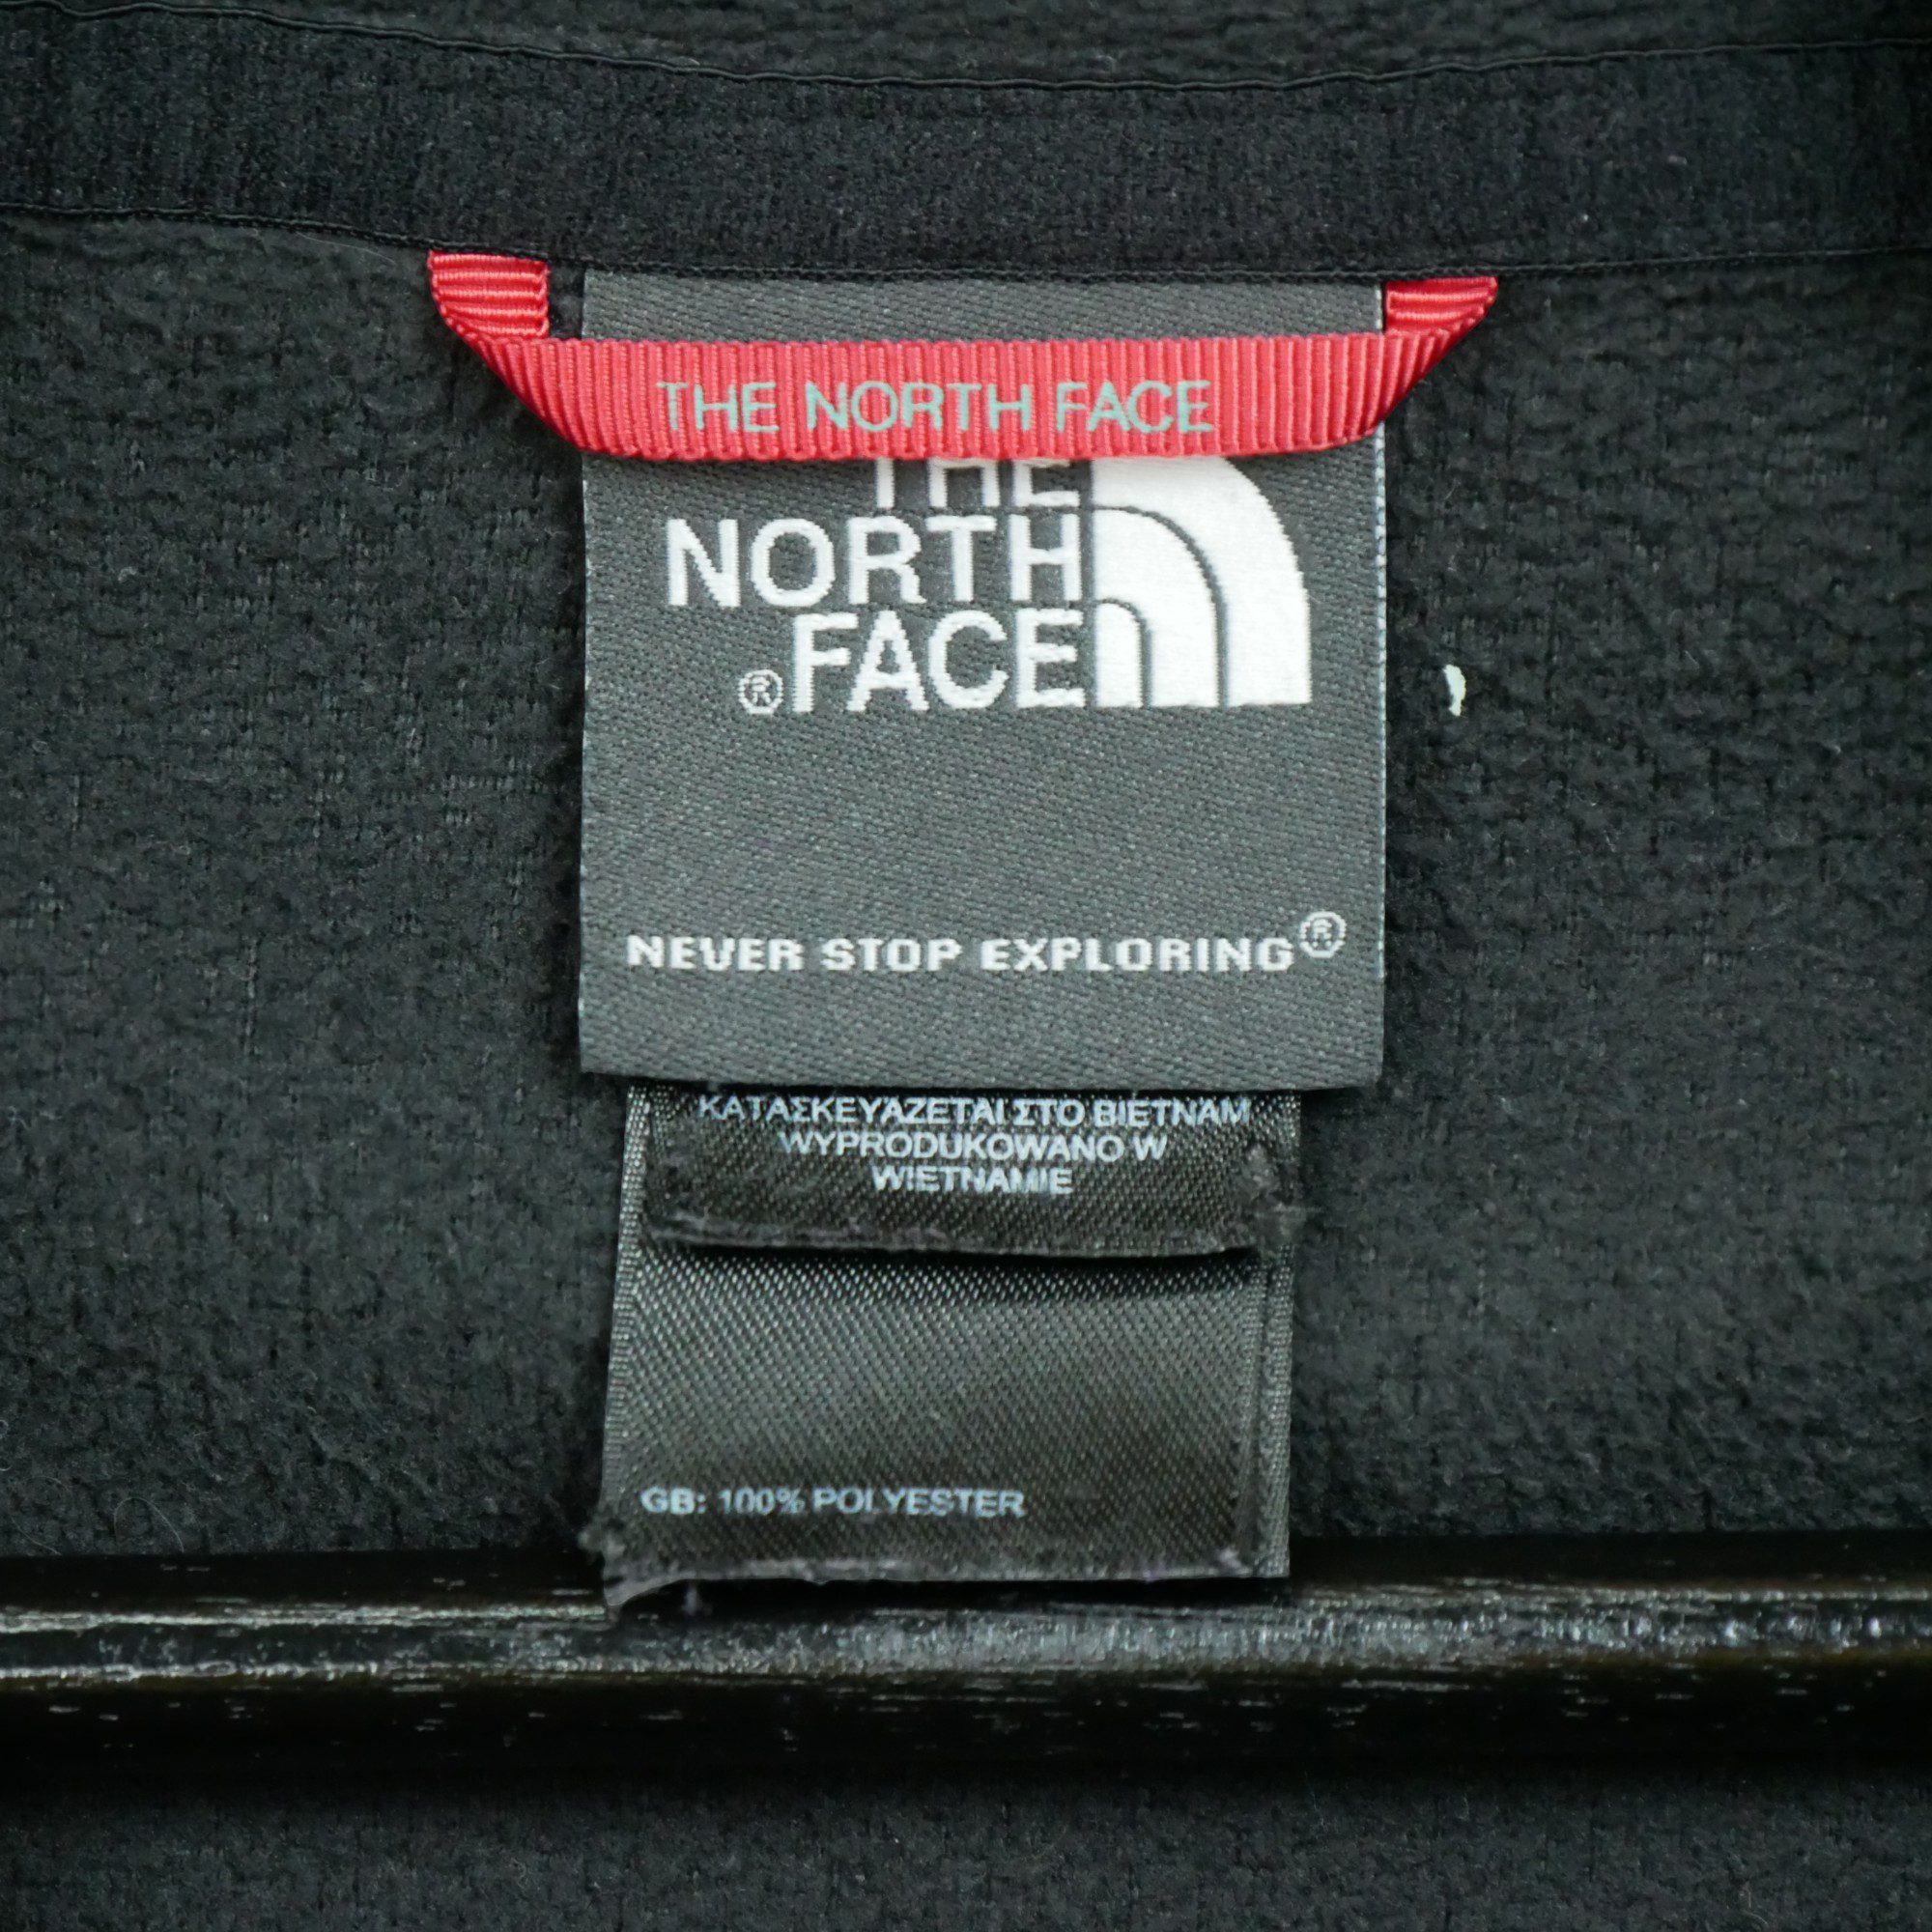 THE NORTH FACE
THE
NORTH
®FACE
NEVER STOP EXPLORING®
ΚΑΤΑΣΚΕΥΑΖΕΤΑΙ ΣΤΟ ΒΙΕΤΝΑΜ
WYPRODUKOWANO W
WIETNAMIE
GB: 100% POLYESTER